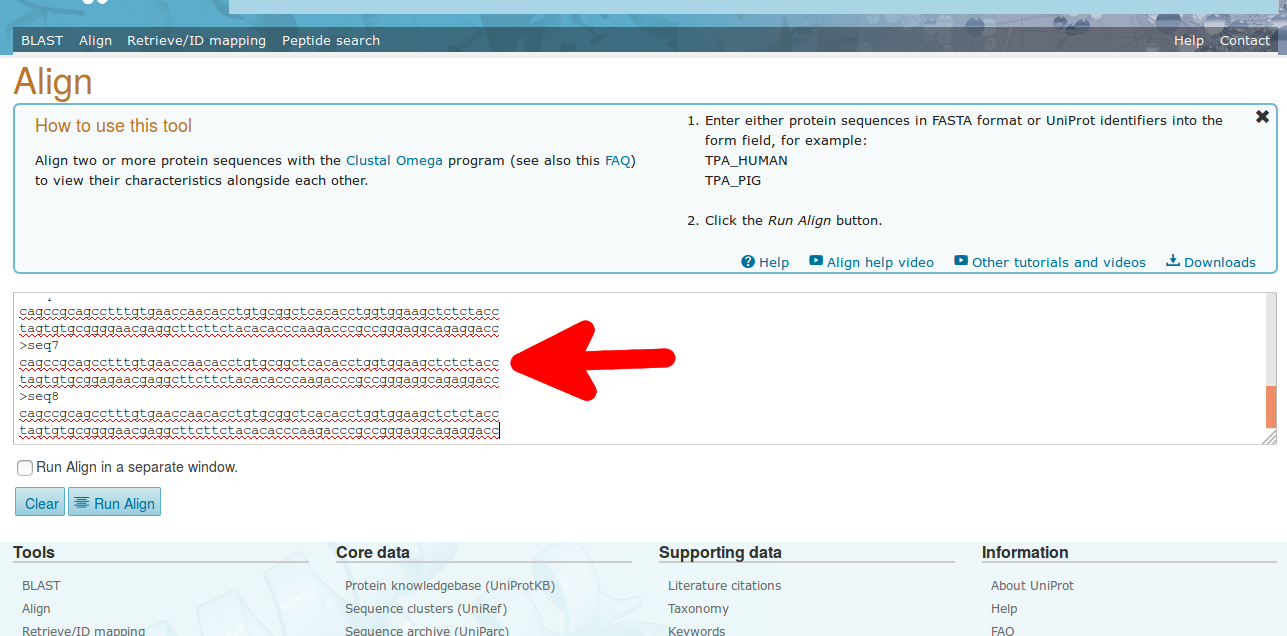 BLAST Align Retrieve/ID mapping Peptide search Help Contact
Align
How to use this tool
Align two or more protein sequences with the Clustal Omega program (see also this FAQ)
to view their characteristics alongside each other.
1. Enter either protein sequences in FASTA format or UniProt identifiers into the
form field, for example:
TPA_HUMAN
TPA_PIG
2. Click the Run Align button.
Help Align help video Other tutorials and videos Downloads
cagccgcagcctttgtgaaccaacacctgtgcggctcacacctggtggaagctctctacc
tagtgtgcggggaacgaggcttcttctacacacccaagacccgccgggaggcagaggacc
>seq7
cagccgcagcctttgtgaaccaacacctgtgcggctcacacctggtggaagctctctacc
tagtgtgcggagaacgaggcttcttctacacacccaagacccgccgggaggcagaggacc
>seq8
cagccgcagcctttgtgaaccaacacctgtgcggctcacacctggtggaagctctctacc
tagtgtgcggggaacgaggcttcttctacacacccaagacccgccgggaggcagaggacc
Run Align in a separate window.
Clear Run Align
Tools
BLAST
Align
Retrieve/ID mapping
Core data
Protein knowledgebase (UniProtKB)
Sequence clusters (UniRef)
Sequence archive (UniParc)
Supporting data
Literature citations
Taxonomy
Keywords
Information
About UniProt
Help
FAQ